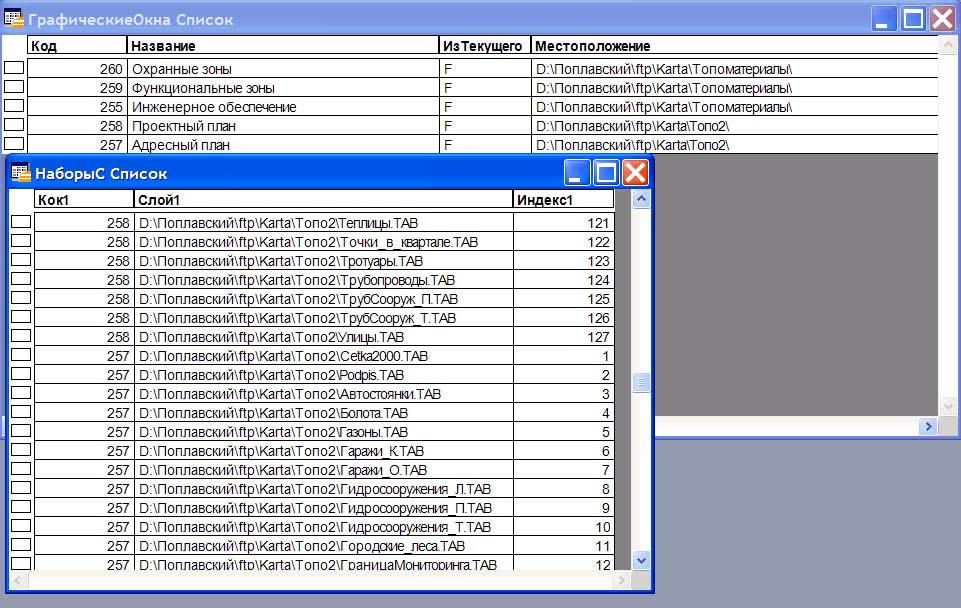 ГрафическиеОкна Список
Код Название ИзТекущего Местоположение
260 Охранные зоны F D:\Поплавский\ftp\Karta\Топоматериалы\
259 Функциональные зоны F D:\Поплавский\ftp\Karta\Топоматериалы\
255 Инженерное обеспечение F D:\Поплавский\ftp\Karta\Топоматериалы\
258 Проектный план F D:\Поплавский\ftp\Karta\Топо2\
257 Адресный план F D:\Поплавский\ftp\Karta\Топо2\
НаборыС Список
Кок1 Слой1 Индекс1
258 D:\Поплавский\ftp\Karta\Топо2\Теплицы.TAB 121
258 D:\Поплавский\ftp\Karta\Топо2\Точки_в_квартале.TAB 122
258 D:\Поплавский\ftp\Karta\Топо2\Тротуары.TAB 123
258 D:\Поплавский\ftp\Karta\Топо2\Трубопроводы.TAB 124
258 D:\Поплавский\ftp\Karta\Топо2\ТрубСооруж_П.TAB 125
258 D:\Поплавский\ftp\Karta\Топо2\ТрубСооруж_Т.TAB 126
258 D:\Поплавский\ftp\Karta\Топо2\Улицы.TAB 127
257 D:\Поплавский\ftp\Karta\Топо2\Cetka2000.TAB 1
257 D:\Поплавский\ftp\Karta\Топо2\Podpis.TAB 2
257 D:\Поплавский\ftp\Karta\Топо2\Автостоянки.TAB 3
257 D:\Поплавский\ftp\Karta\Топо2\Болота.TAB 4
257 D:\Поплавский\ftp\Karta\Топо2\Газоны.TAB 5
257 D:\Поплавский\ftp\Karta\Топо2\Гаражи_К.TAB 6
257 D:\Поплавский\ftp\Karta\Топо2\Гаражи_О.TAB 7
257 D:\Поплавский\ftp\Karta\Топо2\Гидросооружения_Л.TAB 8
257 D:\Поплавский\ftp\Karta\Топо2\Гидросооружения_П.TAB 9
257 D:\Поплавский\ftp\Karta\Топо2\Гидросооружения_Т.TAB 10
257 D:\Поплавский\ftp\Karta\Топо2\Городские_леса.TAB 11
257 D:\Поплавский\ftp\Karta\Топо2\ГраницаМониторинга.TAB 12